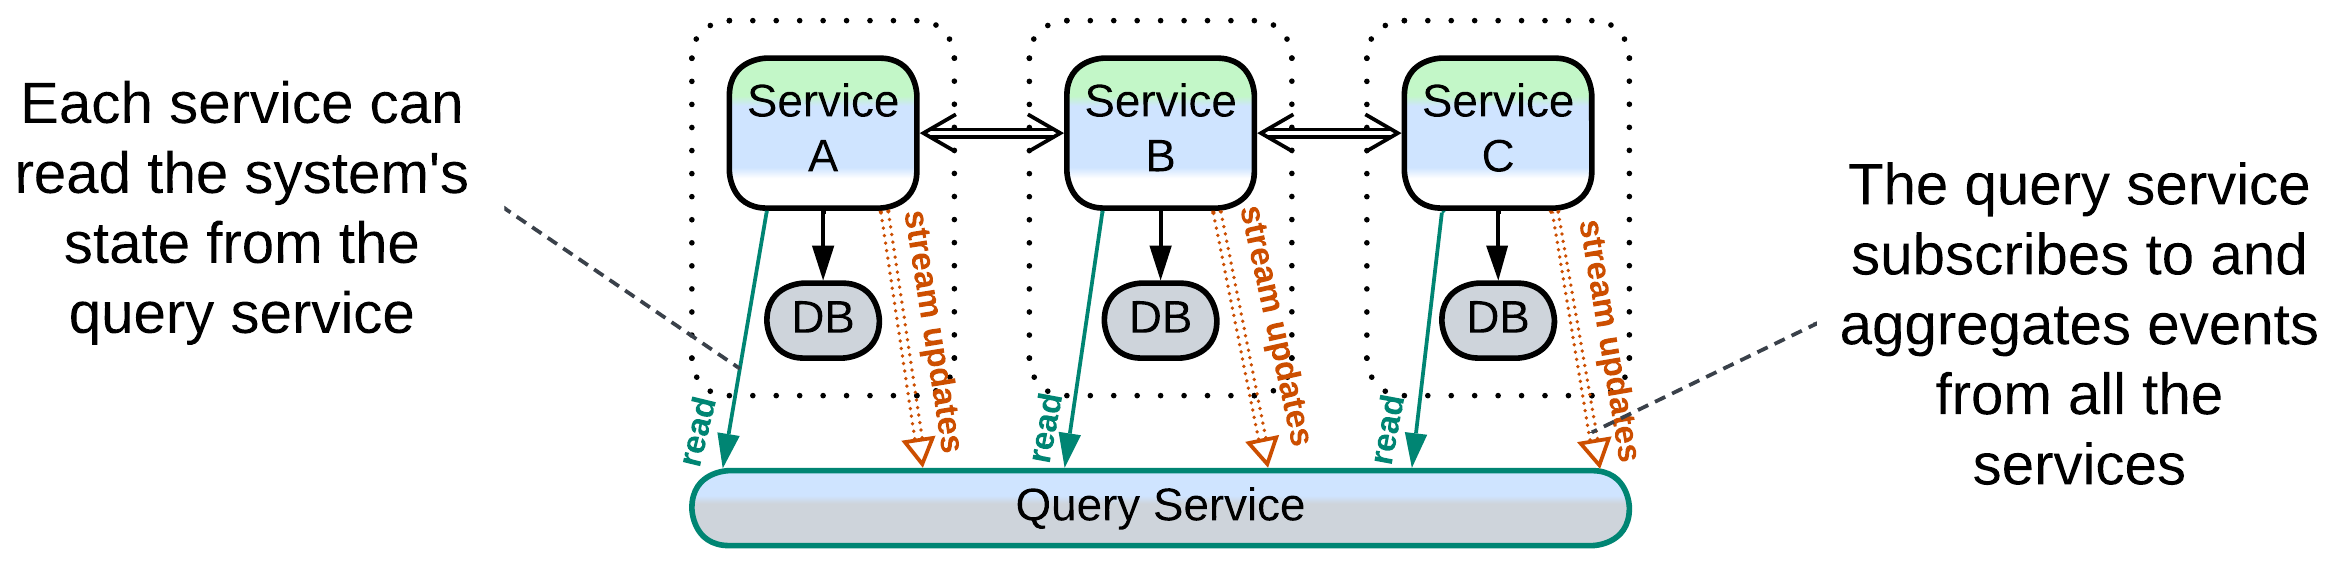 Each service can
read the system's
state from the
query service
Service
A
Service
B
Service
C
DB
DB
DB
read
stream updates
read
stream updates
read
stream updates
Query Service
The query service
subscribes to and
aggregates events
from all the
services